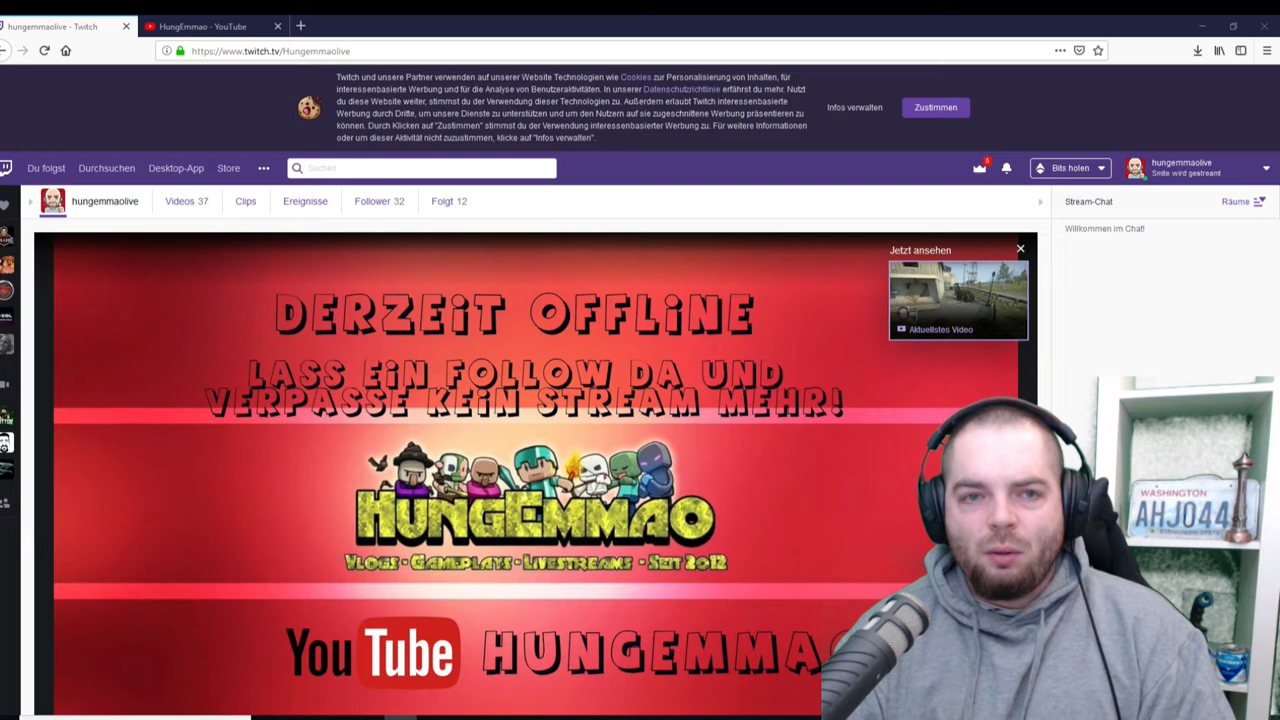 hungemmaolive - Twitch
HungEmmao - YouTube
https://www.twitch.tv/Hungemmaolive
Twitch und unsere Partner verwenden auf unserer Website Technologien wie Cookies zur Personalisierung von Inhalten, für
interessenbasierte Werbung und für die Analyse von Benutzeraktivitäten. In unserer Datenschutzrichtlinie erfährst du mehr. Nutzt
du diese Website weiter, stimmst du der Verwendung dieser Technologien zu. Außerdem erlaubt Twitch interessenbasierte
Werbung durch Dritte, um unsere Dienste zu unterstützen und um den Nutzern auf sie zugeschnittene Werbung präsentieren zu
können. Durch Klicken auf "Zustimmen" stimmst du der Verwendung interessenbasierter Werbung zu. Für weitere Informationen
oder um dieser Aktivität nicht zuzustimmen, klicke auf "Infos verwalten".
Infos verwalten
Zustimmen
Du folgst
Durchsuchen
Desktop-App
Store
Suchen
Bits holen
hungemmaolive
Smite wird gestreamt
hungemmaolive
Videos 37
Clips
Ereignisse
Follower 32
Folgt 12
Stream-Chat
Räume
Willkommen im Chat!
Jetzt ansehen
Aktuellstes Video
DERZEiT OFFLiNE
LASS EiN FOLLOW DA UND
VERPASSE KEiN STREAM MEHR!
HUNGEMMAO
Vlogs - Gameplays - Livestreams - Seit 2012
YouTube HUNGEMMAO
WASHINGTON
AHJ044